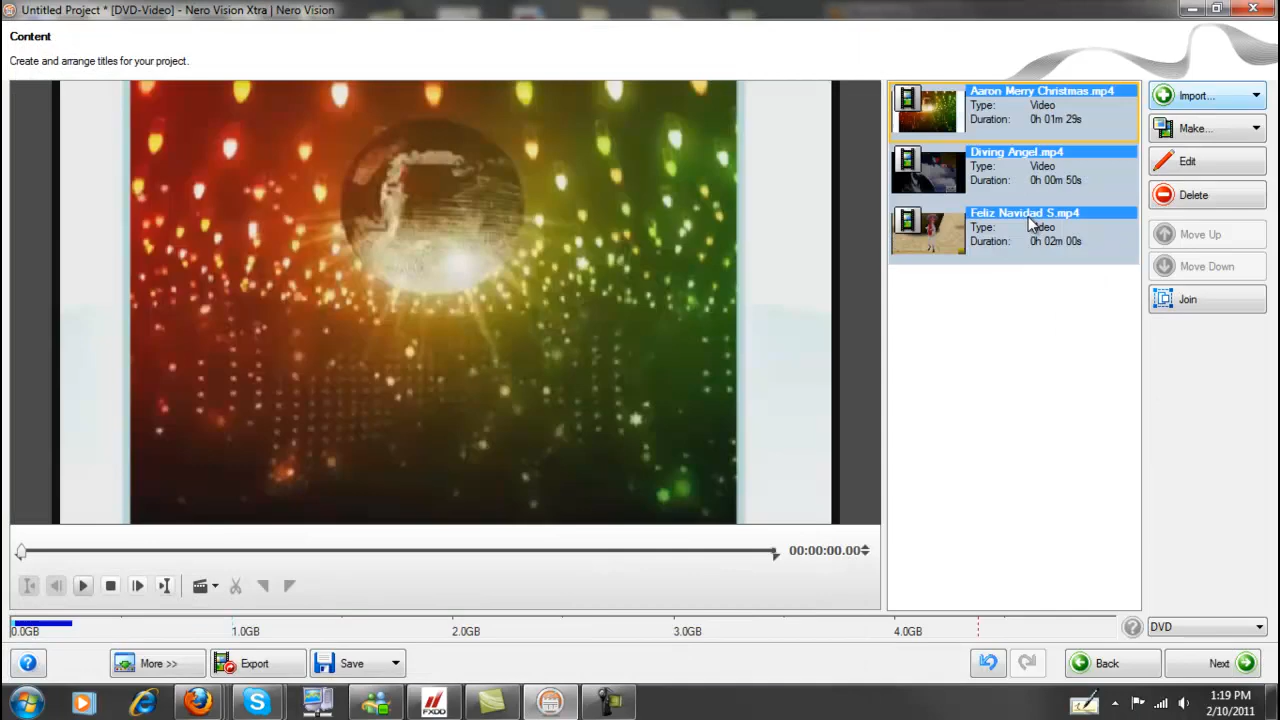 Untitled Project * [DVD-Video] - Nero Vision Xtra | Nero Vision
Content
Create and arrange titles for your project.
Aaron Merry Christmas.mp4
Type: Video
Duration: 0h 01m 29s
Diving Angel.mp4
Type: Video
Duration: 0h 00m 50s
Feliz Navidad S.mp4
Type: Video
Duration: 0h 02m 00s
Import...
Make...
Edit
Delete
Move Up
Move Down
Join
00:00:00.00
0.0GB 1.0GB 2.0GB 3.0GB 4.0GB
DVD
More >>
Export
Save
Back
Next
FXDD
1:19 PM
2/10/2011